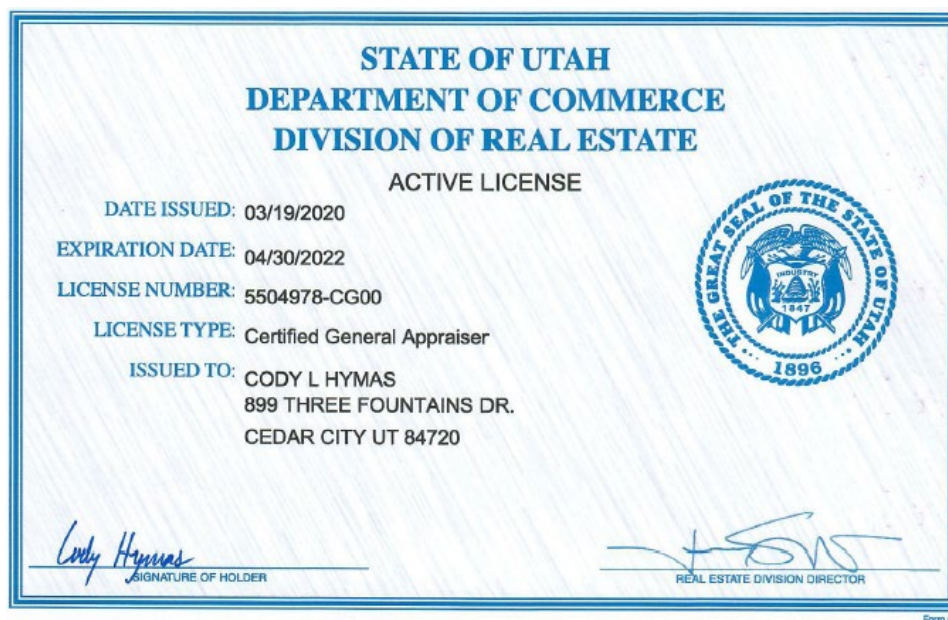 STATE OF UTAH
DEPARTMENT OF COMMERCE
DIVISION OF REAL ESTATE
ACTIVE LICENSE
DATE ISSUED: 03/19/2020
EXPIRATION DATE: 04/30/2022
LICENSE NUMBER: 5504978-CG00
LICENSE TYPE: Certified General Appraiser
ISSUED TO: CODY L HYMAS
899 THREE FOUNTAINS DR.
CEDAR CITY UT 84720
THE GREAT SEAL OF THE STATE OF UTAH
INDUSTRY
1847
1896
Cody Hymas
SIGNATURE OF HOLDER
REAL ESTATE DIVISION DIRECTOR